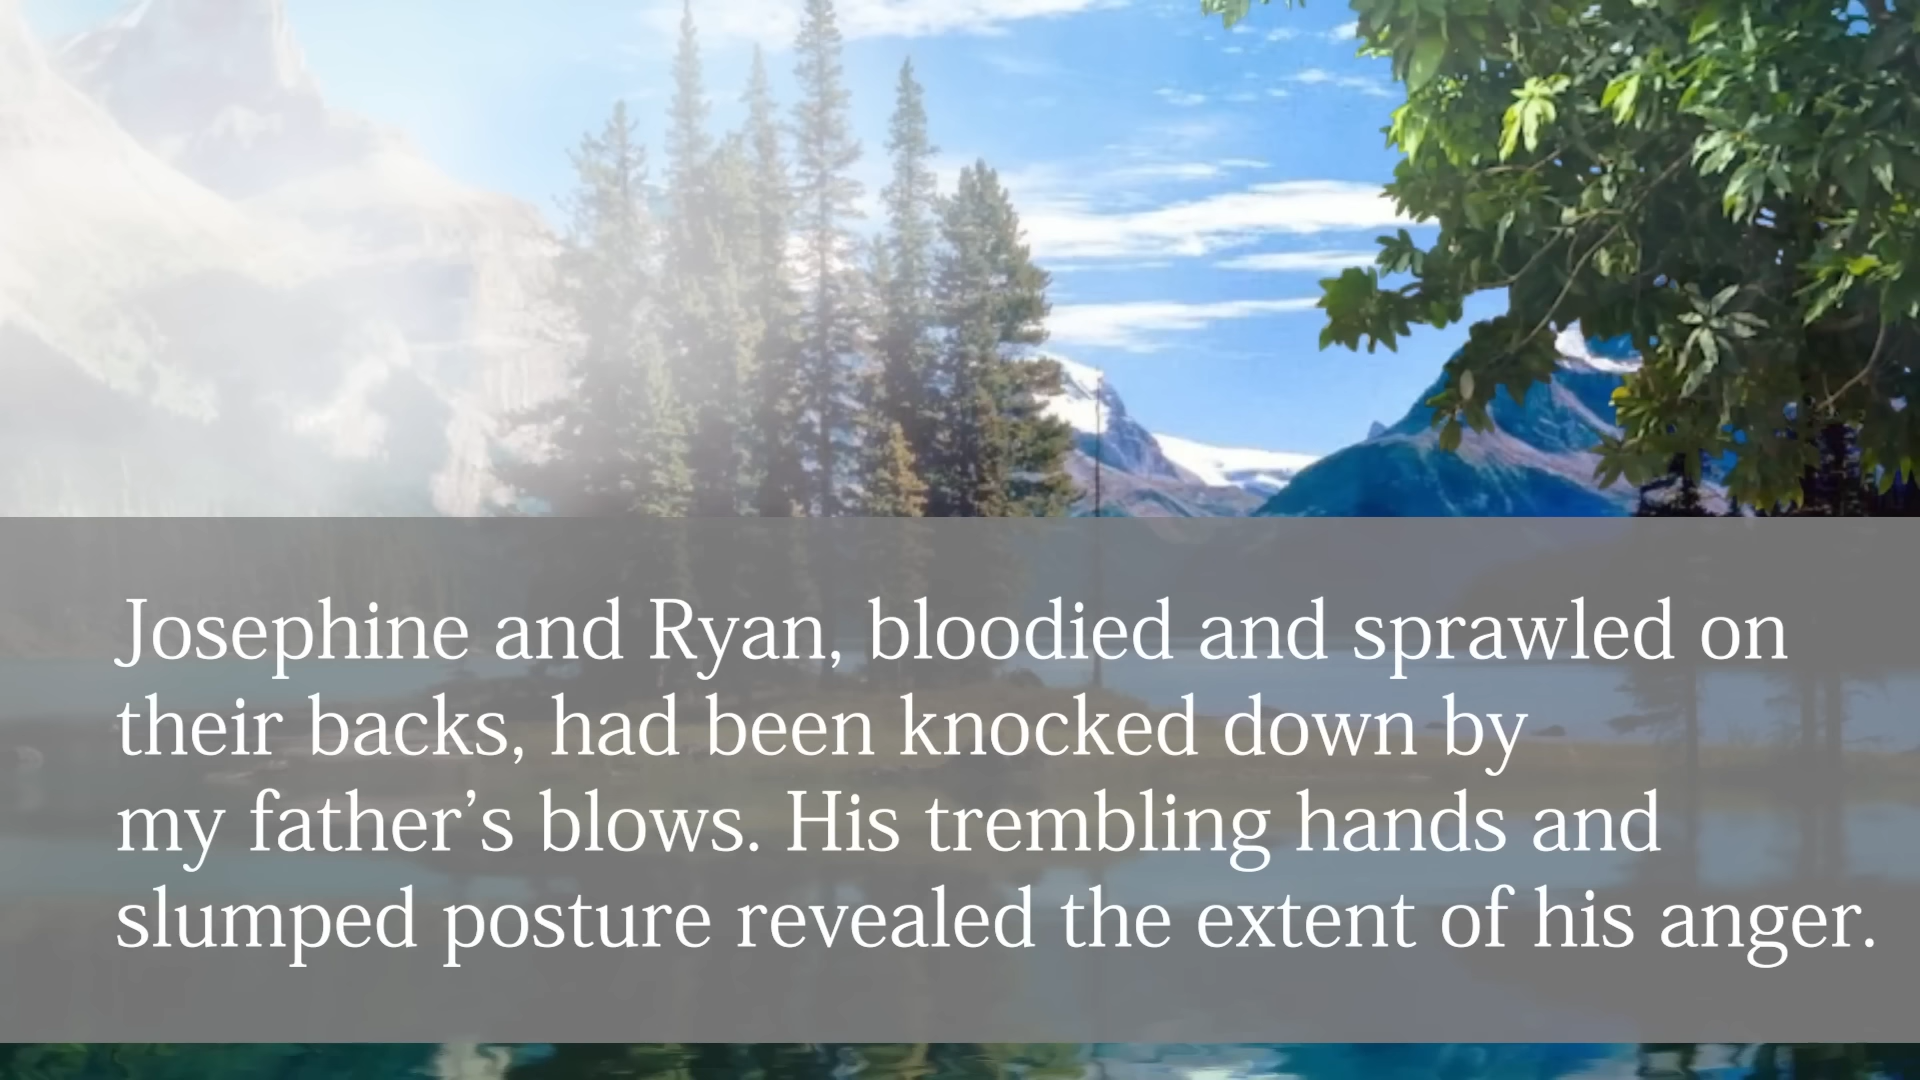 Josephine and Ryan, bloodied and sprawled on
their backs, had been knocked down by
my father’s blows. His trembling hands and
slumped posture revealed the extent of his anger.